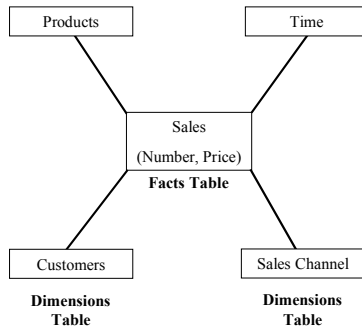 Products
Time
Sales
(Number, Price)
Facts Table
Customers
Sales Channel
Dimensions
Table
Dimensions
Table